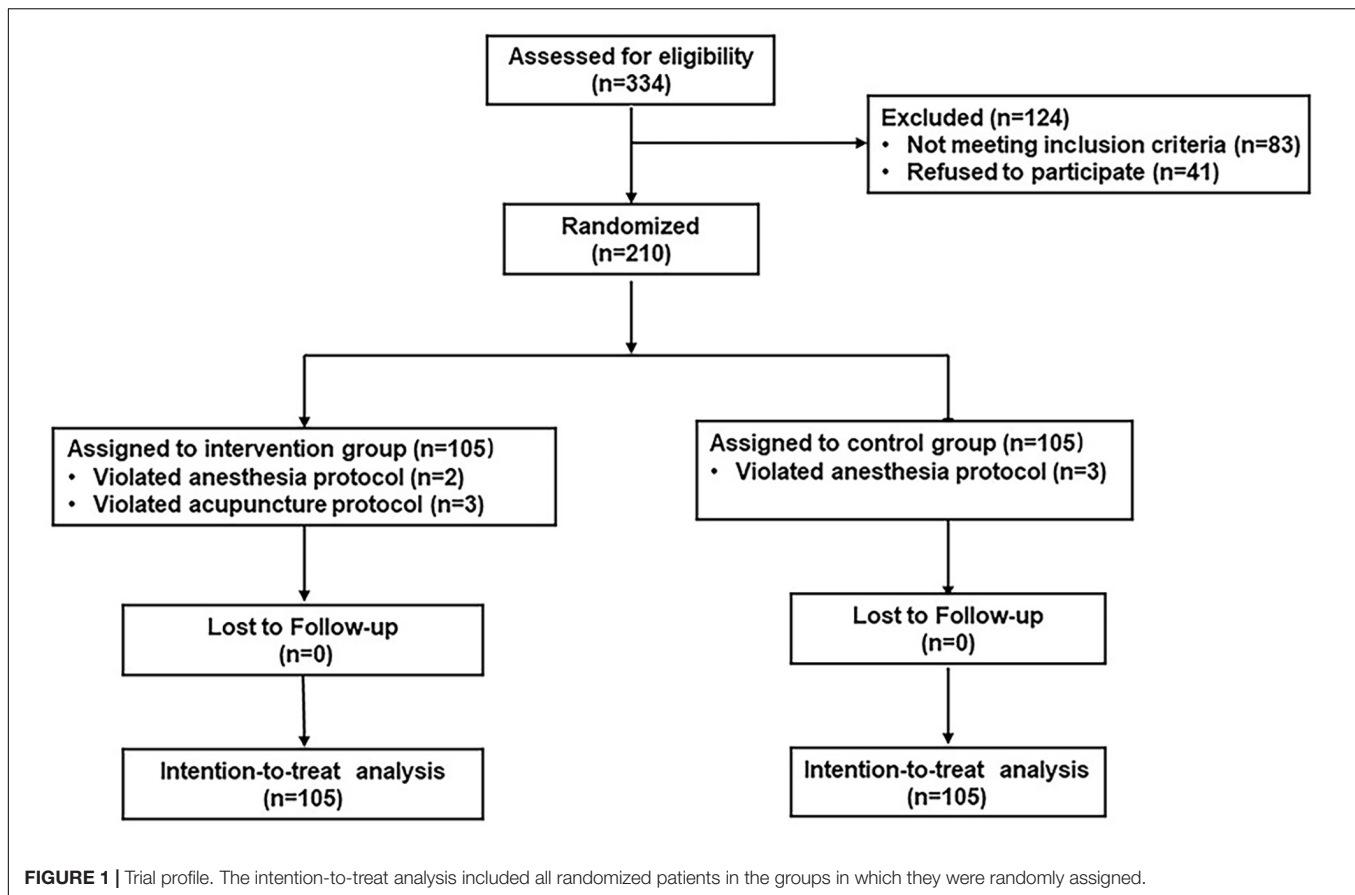 Assessed for eligibility
(n=334)
Excluded (n=124)
• Not meeting inclusion criteria (n=83)
• Refused to participate (n=41)
Randomized
(n=210)
Assigned to intervention group (n=105)
• Violated anesthesia protocol (n=2)
• Violated acupuncture protocol (n=3)
Assigned to control group (n=105)
• Violated anesthesia protocol (n=3)
Lost to Follow-up
(n=0)
Lost to Follow-up
(n=0)
Intention-to-treat analysis
(n=105)
Intention-to-treat analysis
(n=105)
FIGURE 1 | Trial profile. The intention-to-treat analysis included all randomized patients in the groups in which they were randomly assigned.